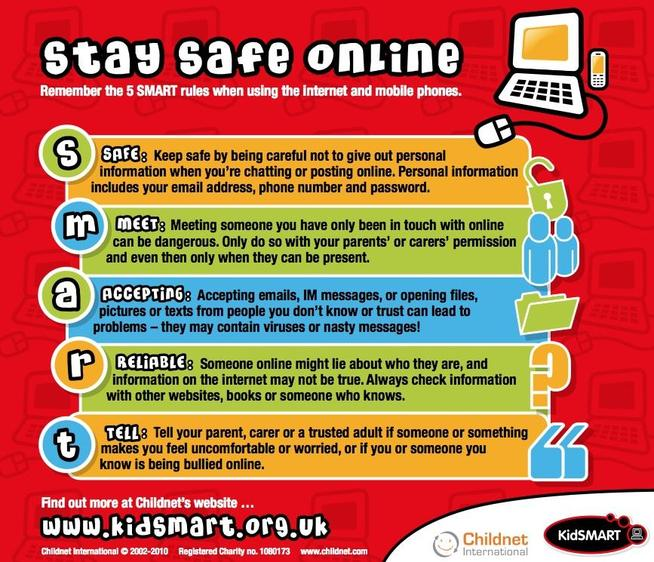 Stay Safe Online
Remember the 5 SMART rules when using the Internet and mobile phones.
S
SAFE: Keep safe by being careful not to give out personal
information when you're chatting or posting online. Personal information
includes your email address, phone number and password.
m
MEET: Meeting someone you have only been in touch with online
can be dangerous. Only do so with your parents' or carers' permission
and even then only when they can be present.
a
ACCEPTING: Accepting emails, IM messages, or opening files,
pictures or texts from people you don't know or trust can lead to
problems – they may contain viruses or nasty messages!
r
RELIABLE: Someone online might lie about who they are, and
information on the internet may not be true. Always check information
with other websites, books or someone who knows.
t
TELL: Tell your parent, carer or a trusted adult if someone or something
makes you feel uncomfortable or worried, or if you or someone you
know is being bullied online.
Find out more at Childnet's website ...
www.kidsmart.org.uk
Childnet International © 2002-2010 Registered Charity no. 1080173 www.childnet.com
Childnet
International
KidSMART